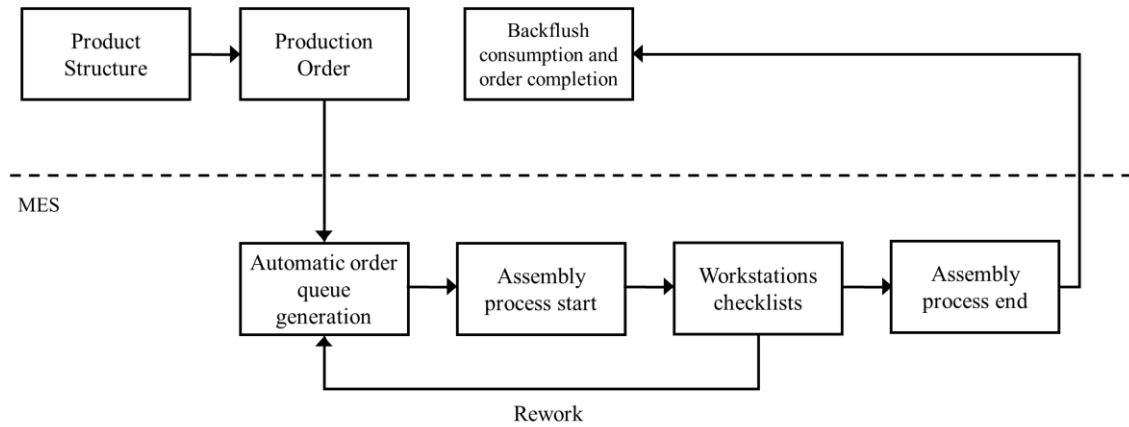 Product
Structure
Production
Order
Backflush
consumption and
order completion
MES
Automatic order
queue
generation
Assembly
process start
Workstations
checklists
Assembly
process end
Rework